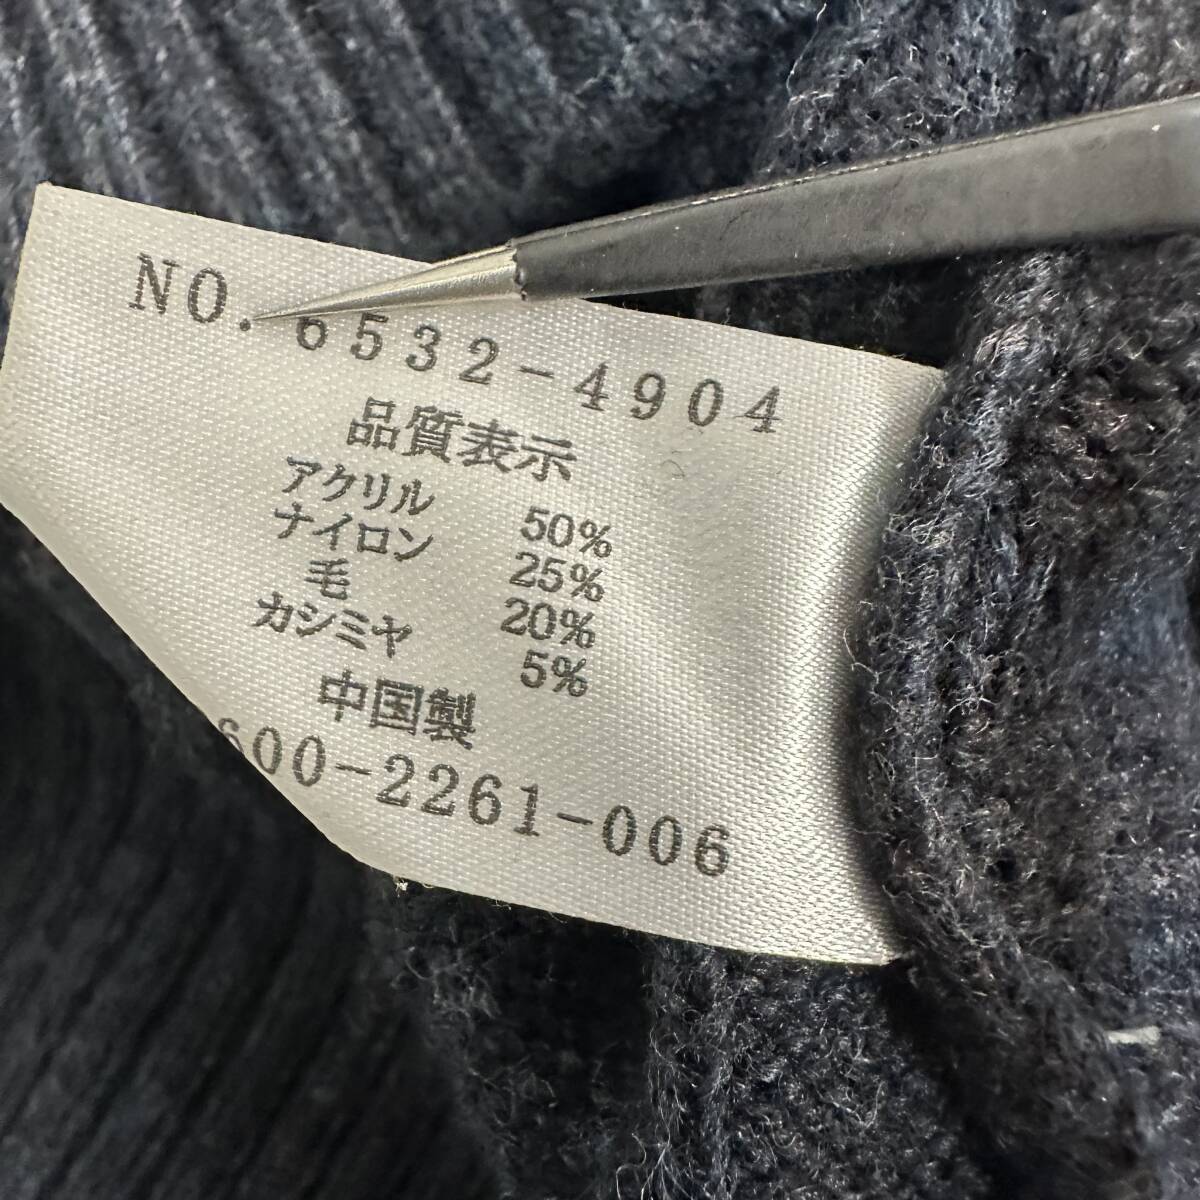 NO. 6532-4904
品質表示
アクリル 50%
ナイロン 25%
毛 20%
カシミヤ 5%
中国製
600-2261-006